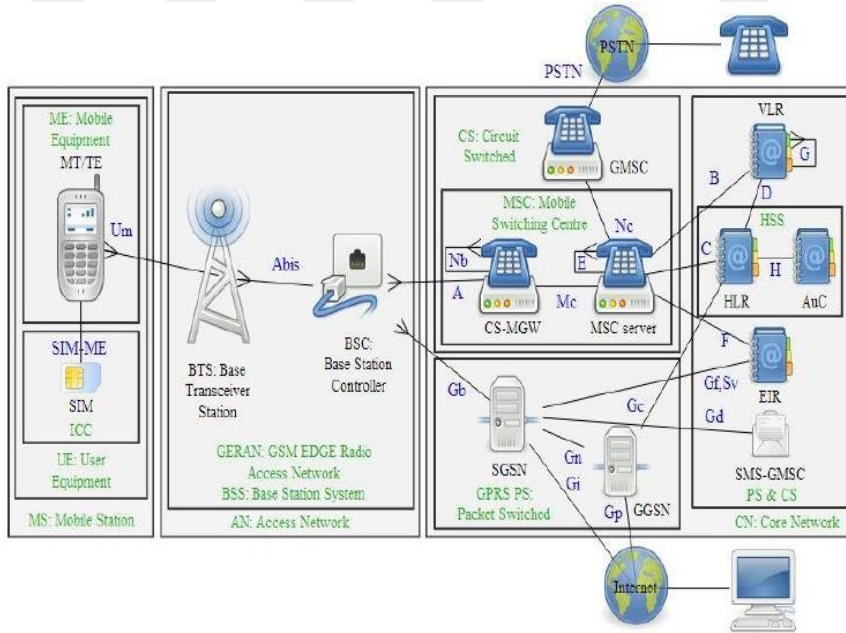 PSTN
PSTN
ME: Mobile
Equipment
MT/TE
Um
SIM-ME
SIM
ICC
UE: User
Equipment
MS: Mobile Station
Abis
BTS: Base
Transceiver
Station
BSC:
Base Station
Controller
GERAN: GSM EDGE Radio
Access Network
BSS: Base Station System
AN: Access Network
CS: Circuit
Switched
GMSC
MSC: Mobile
Switching Centre
Nc
Nb
E
A
Mc
CS-MGW
MSC server
VLR
G
B
D
HSS
C
H
HLR
AuC
F
Gf,Sv
EIR
Gb
Gc
Gd
SGSN
Gn
Gi
GPRS PS:
Packet Switched
Gp
GGSN
SMS-GMSC
PS & CS
CN: Core Network
Internet